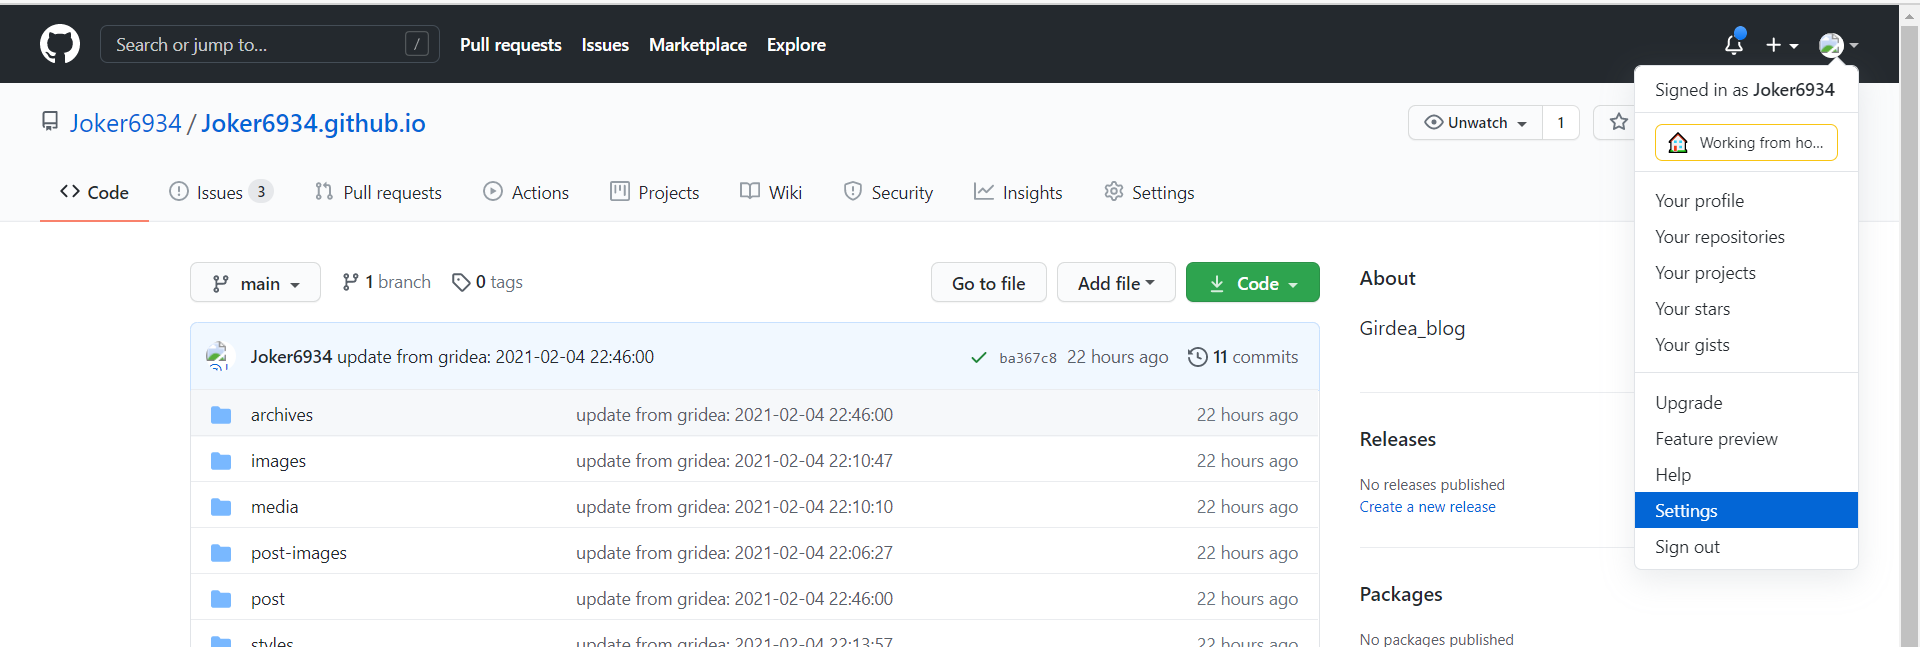 Search or jump to... /
Pull requests Issues Marketplace Explore
Signed in as Joker6934
Joker6934 / Joker6934.github.io
Unwatch 1
Working from ho...
Code Issues 3 Pull requests Actions Projects Wiki Security Insights Settings
Your profile
Your repositories
Your projects
Your stars
Your gists
Upgrade
Feature preview
Help
Settings
Sign out
main 1 branch 0 tags Go to file Add file Code
Joker6934 update from gridea: 2021-02-04 22:46:00 ba367c8 22 hours ago 11 commits
archives update from gridea: 2021-02-04 22:46:00 22 hours ago
images update from gridea: 2021-02-04 22:10:47 22 hours ago
media update from gridea: 2021-02-04 22:10:10 22 hours ago
post-images update from gridea: 2021-02-04 22:06:27 22 hours ago
post update from gridea: 2021-02-04 22:46:00 22 hours ago
styles update from gridea: 2021-02-04 22:13:57 22 hours ago
About
Girdea_blog
Releases
No releases published
Create a new release
Packages
No packages published